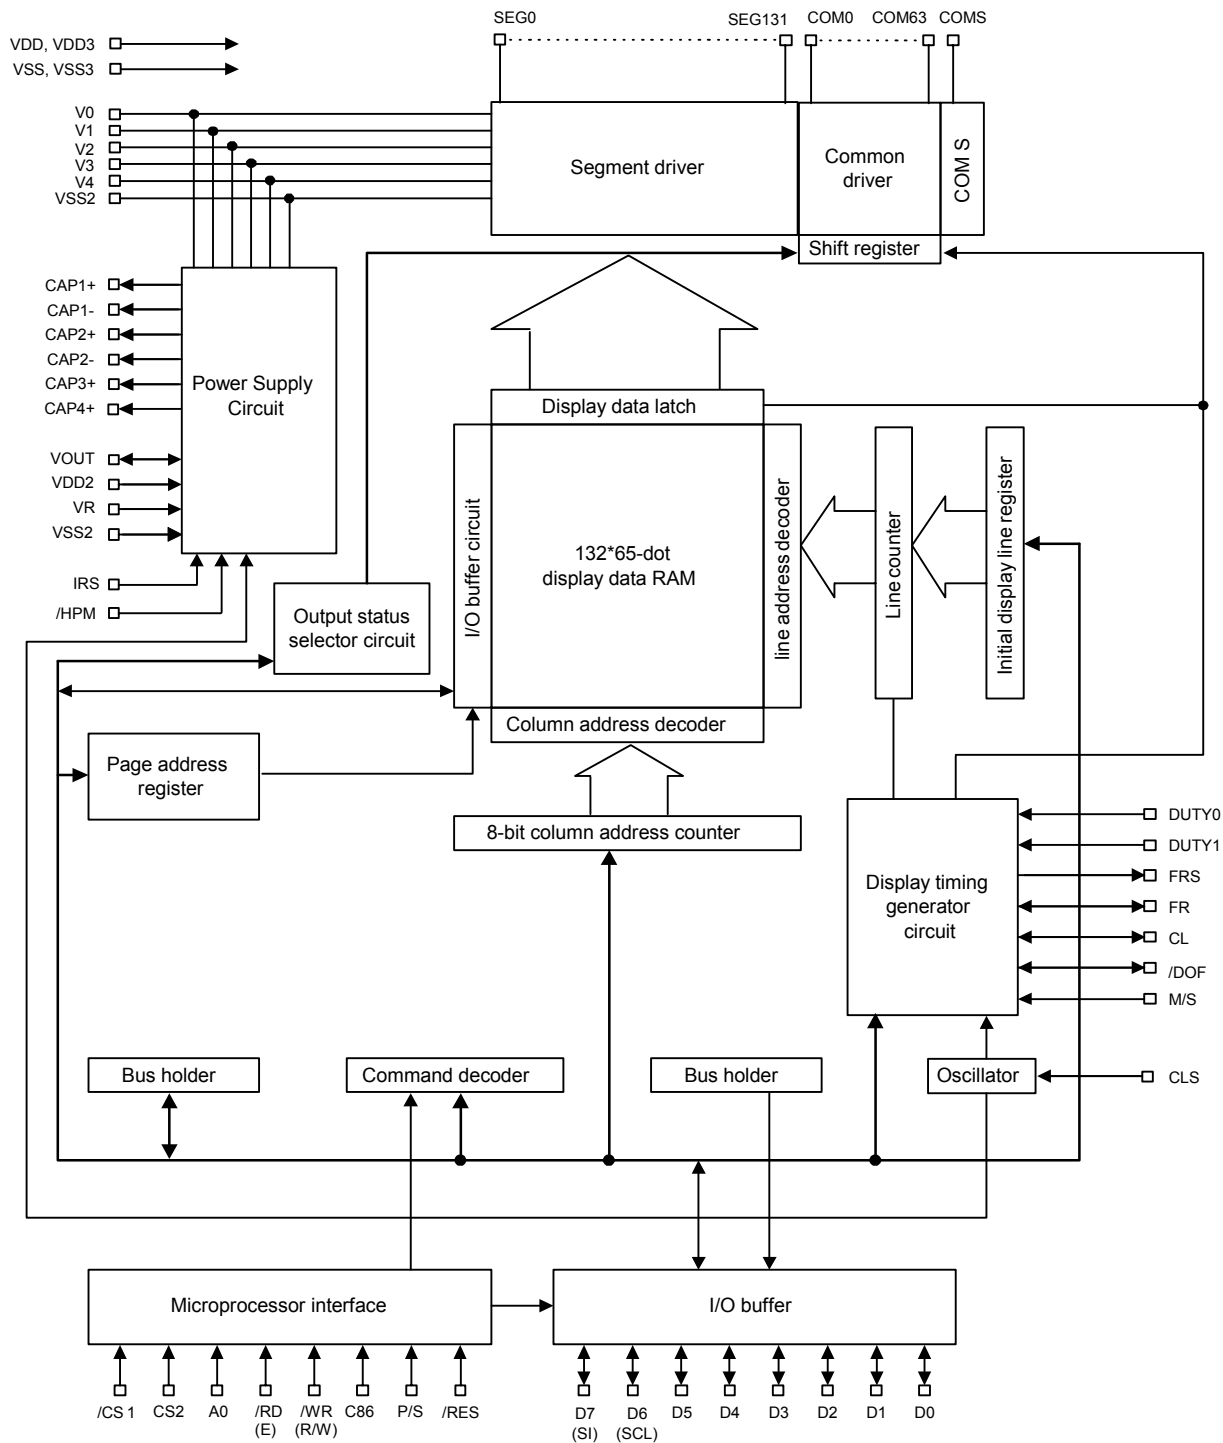 SEG0
SEG131
COM0
COM63
COMS
VDD, VDD3
VSS, VSS3
V0
V1
V2
V3
V4
VSS2
Segment driver
Common
driver
COM S
Shift register
CAP1+
CAP1-
CAP2+
CAP2-
CAP3+
CAP4+
VOUT
VDD2
VR
VSS2
IRS
/HPM
Power Supply
Circuit
Display data latch
I/O buffer circuit
132*65-dot
display data RAM
line address decoder
Line counter
Initial display line register
Output status
selector circuit
Column address decoder
Page address
register
8-bit column address counter
Display timing
generator
circuit
DUTY0
DUTY1
FRS
FR
CL
/DOF
M/S
Bus holder
Command decoder
Bus holder
Oscillator
CLS
Microprocessor interface
I/O buffer
/CS 1
CS2
A0
/RD
(E)
/WR
(R/W)
C86
P/S
/RES
D7
(SI)
D6
(SCL)
D5
D4
D3
D2
D1
D0